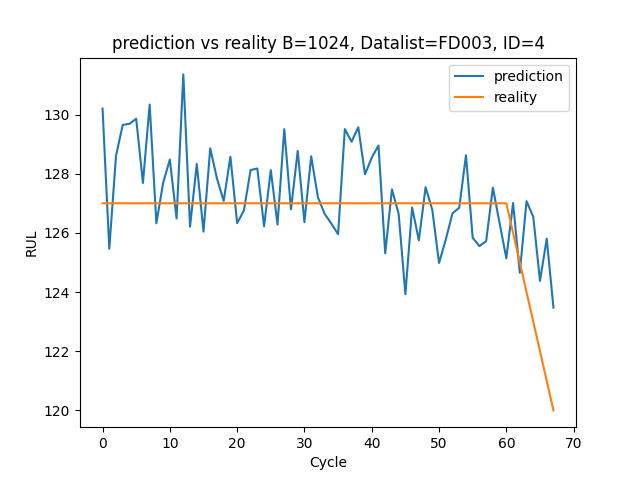 prediction vs reality B=1024, Datalist=FD003, ID=4
prediction
reality
130
128
126
124
122
120
RUL
0 10 20 30 40 50 60 70
Cycle